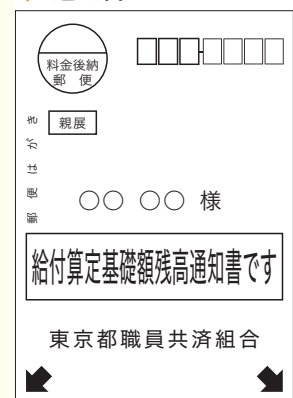 料金後納
郵 便
親展
郵便はがき
○○ ○○ 様
給付算定基礎額残高通知書です
東京都職員共済組合